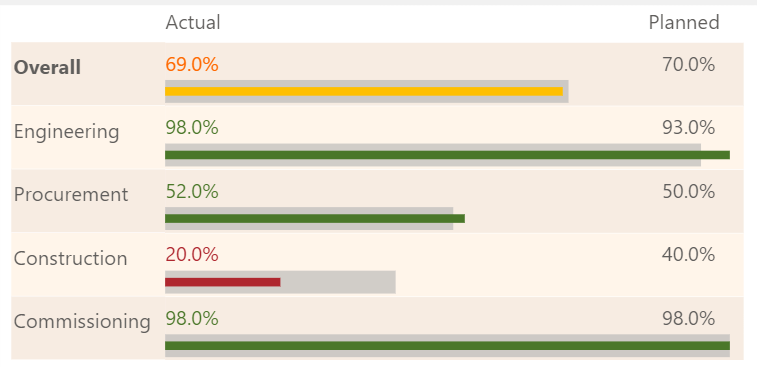 Actual Planned
Overall 69.0% 70.0%
Engineering 98.0% 93.0%
Procurement 52.0% 50.0%
Construction 20.0% 40.0%
Commissioning 98.0% 98.0%